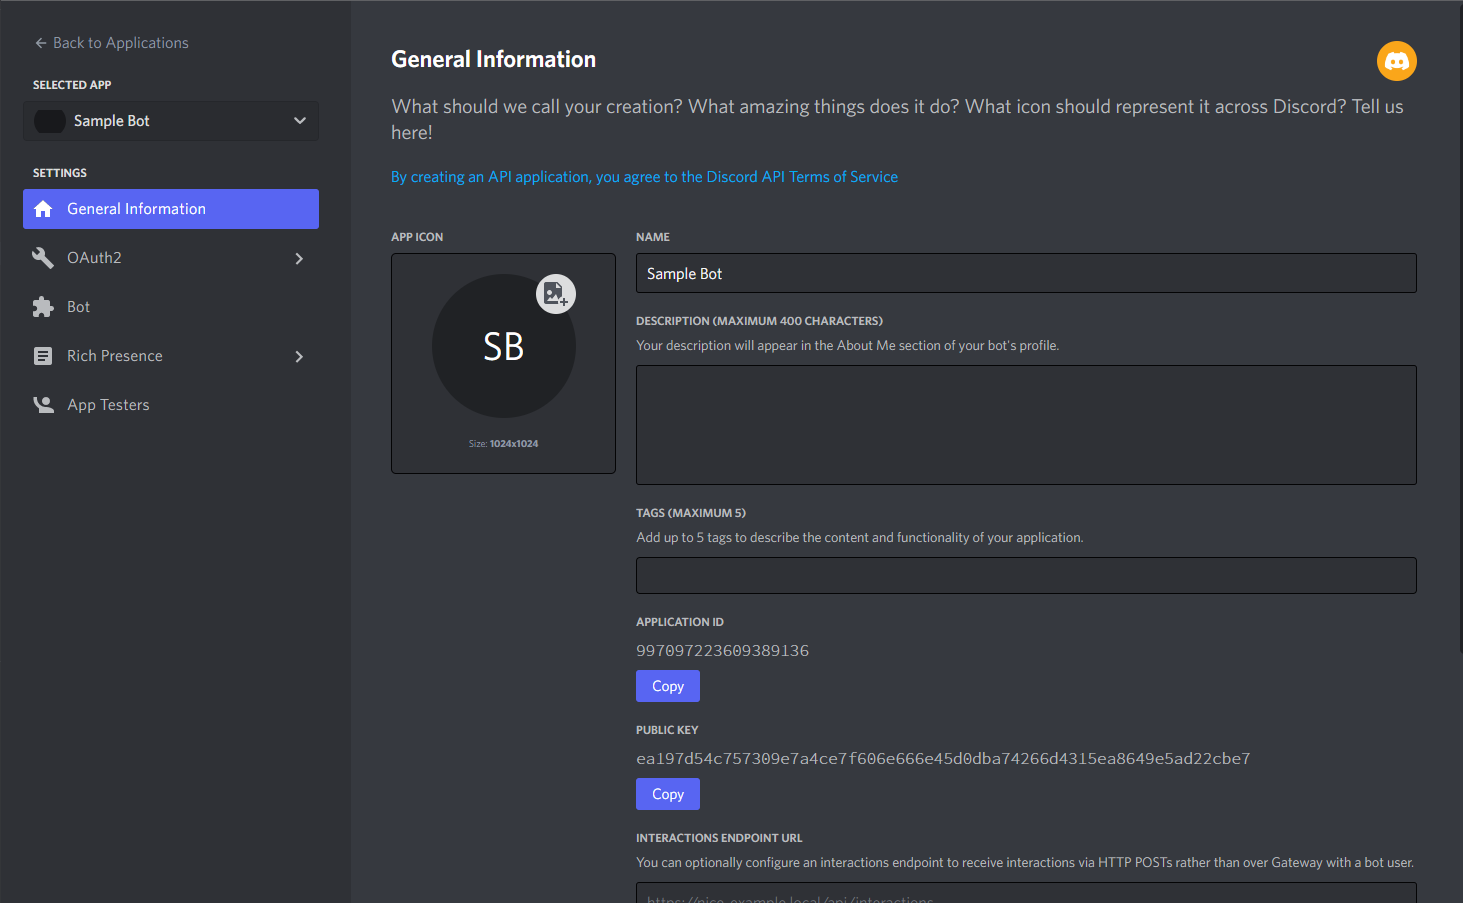 Back to Applications
SELECTED APP
Sample Bot
SETTINGS
General Information
OAuth2
Bot
Rich Presence
App Testers
General Information
What should we call your creation? What amazing things does it do? What icon should represent it across Discord? Tell us
here!
By creating an API application, you agree to the Discord API Terms of Service
APP ICON
SB
Size: 1024x1024
NAME
Sample Bot
DESCRIPTION (MAXIMUM 400 CHARACTERS)
Your description will appear in the About Me section of your bot's profile.
TAGS (MAXIMUM 5)
Add up to 5 tags to describe the content and functionality of your application.
APPLICATION ID
997097223609389136
Copy
PUBLIC KEY
ea197d54c757309e7a4ce7f606e666e45d0dba74266d4315ea8649e5ad22cbe7
Copy
INTERACTIONS ENDPOINT URL
You can optionally configure an interactions endpoint to receive interactions via HTTP POSTs rather than over Gateway with a bot user.
https://nice-example.local/api/interactions